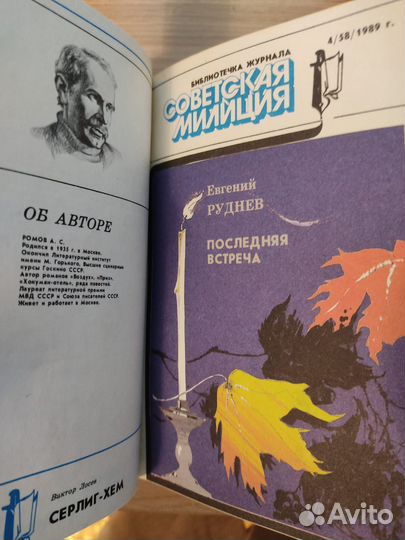 ОБ АВТОРЕ
РОМОВ А. С.
Родился в 1935 г. в Москве.
Окончил Литературный институт
имени М. Горького, Высшие сценарные
курсы Госкино СССР.
Автор романов «Воздух», «Приз»,
«Хокуман-отель», ряда повестей.
Лауреат литературной премии
МВД СССР и Союза писателей СССР.
Живет и работает в Москве.
Виктор Лосев
СЕРЛИГ-ХЕМ
БИБЛИОТЕЧКА ЖУРНАЛА
4/58/1989 г.
СОВЕТСКАЯ
МИЛИЦИЯ
Евгений
РУДНЕВ
ПОСЛЕДНЯЯ
ВСТРЕЧА
Avito